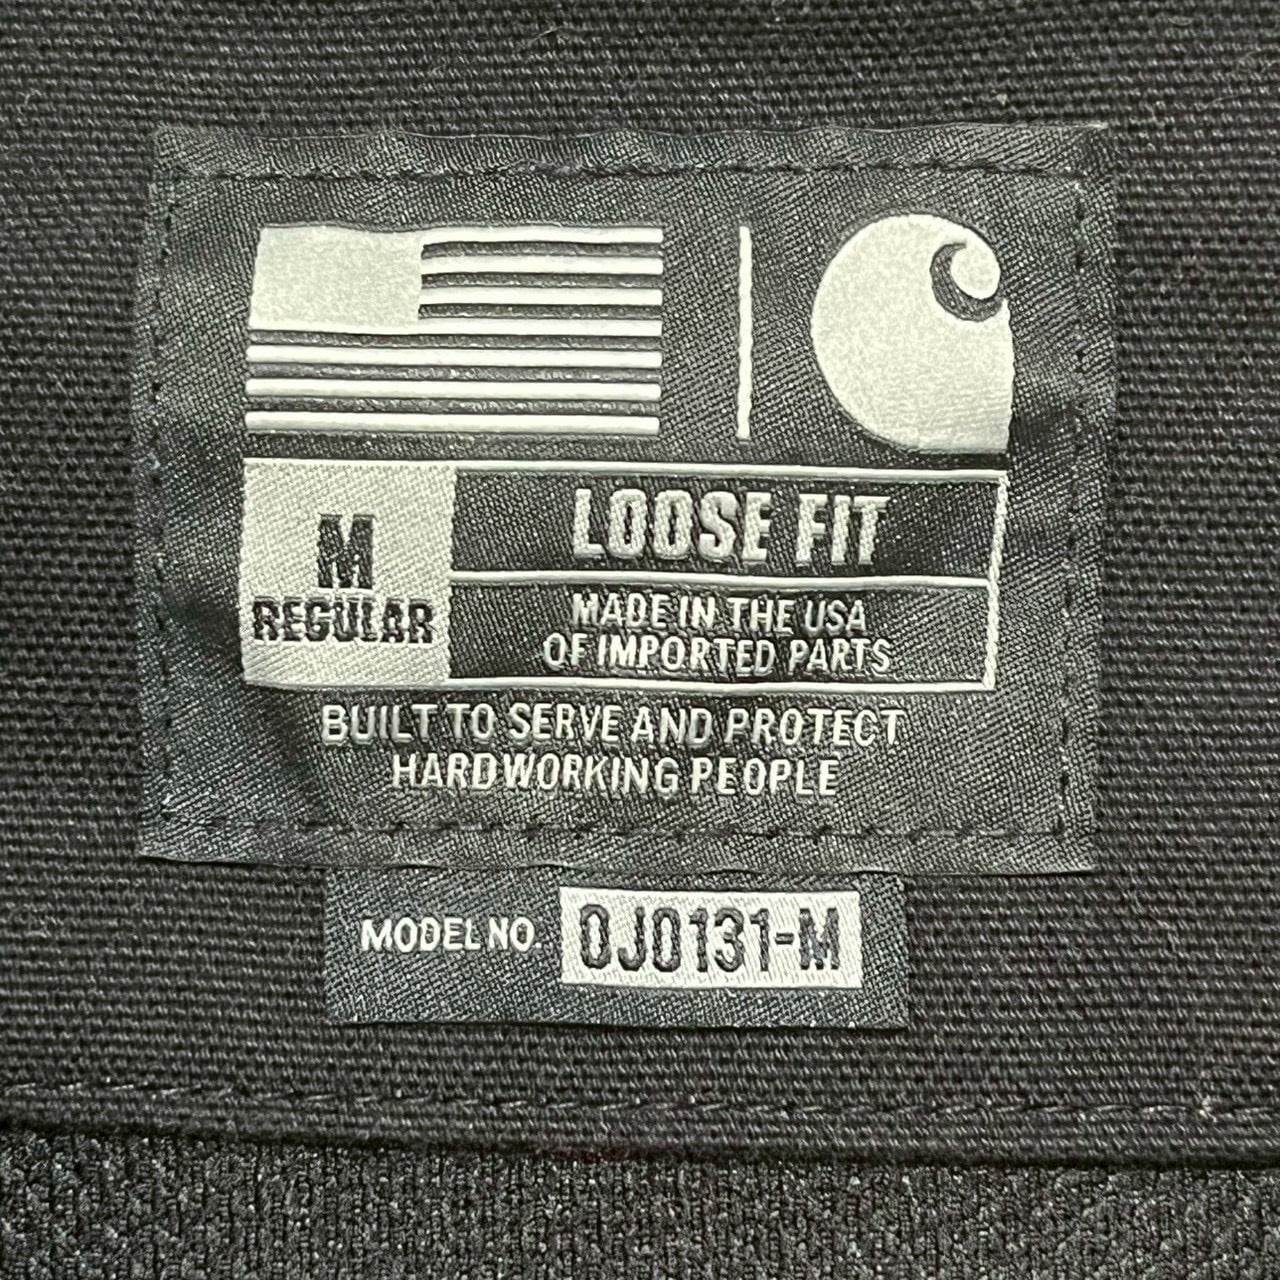 M
REGULAR
LOOSE FIT
MADE IN THE USA
OF IMPORTED PARTS
BUILT TO SERVE AND PROTECT
HARDWORKING PEOPLE
MODEL NO. 0J0131-M